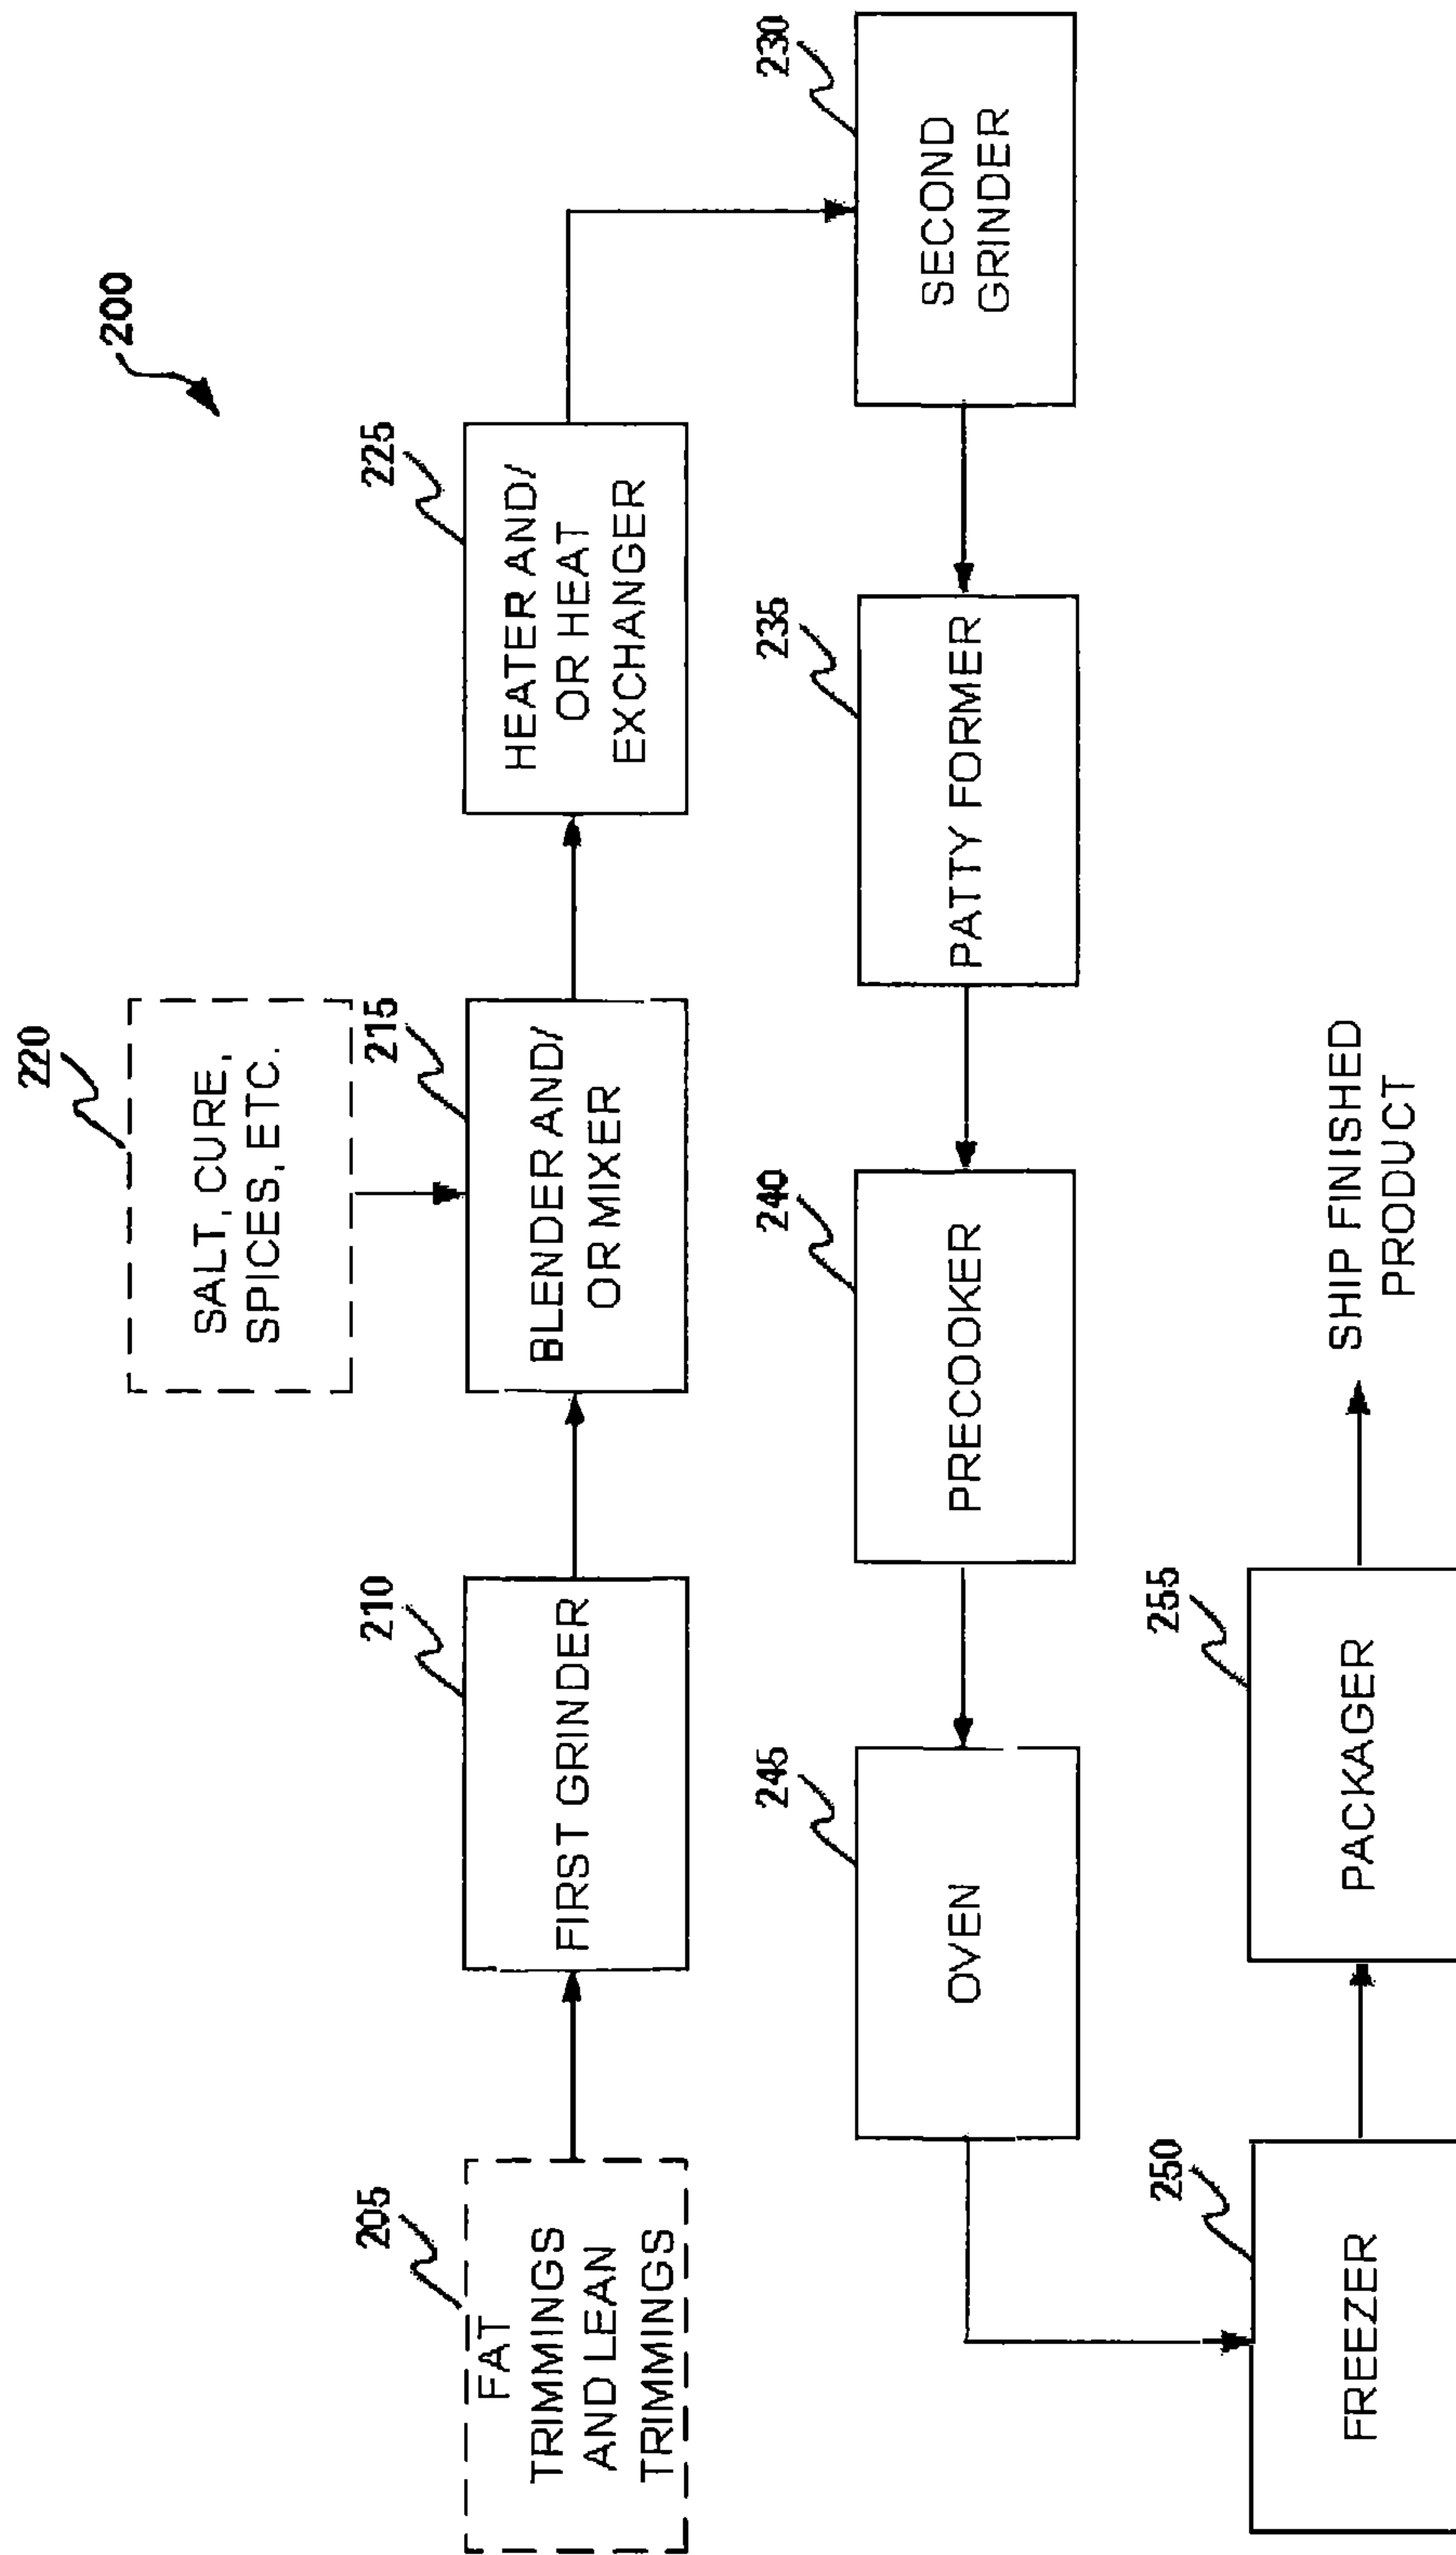 200
220
SALT, CURE,
SPICES, ETC.
205
FAT
TRIMMINGS
AND LEAN
TRIMMINGS
210
FIRST GRINDER
215
BLENDER AND/
OR MIXER
225
HEATER AND/
OR HEAT
EXCHANGER
230
SECOND
GRINDER
235
PATTY FORMER
240
PRECOOKER
245
OVEN
250
FREEZER
255
PACKAGER
SHIP FINISHED
PRODUCT